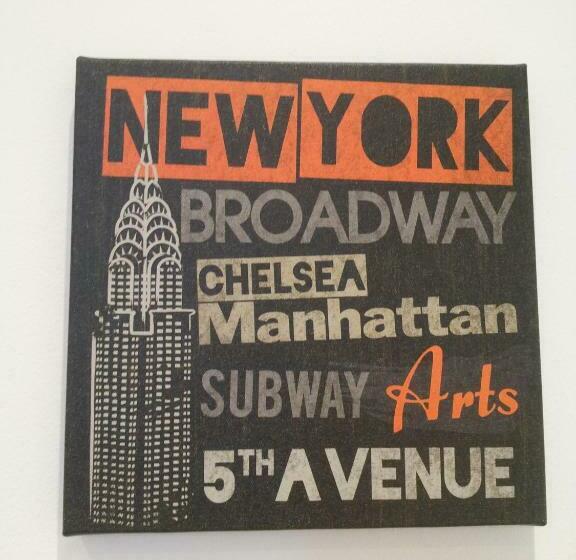 NEW YORK
BROADWAY
CHELSEA
Manhattan
SUBWAY Arts
5TH AVENUE